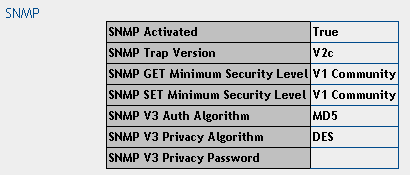 SNMP
SNMP Activated True
SNMP Trap Version V2c
SNMP GET Minimum Security Level V1 Community
SNMP SET Minimum Security Level V1 Community
SNMP V3 Auth Algorithm MD5
SNMP V3 Privacy Algorithm DES
SNMP V3 Privacy Password